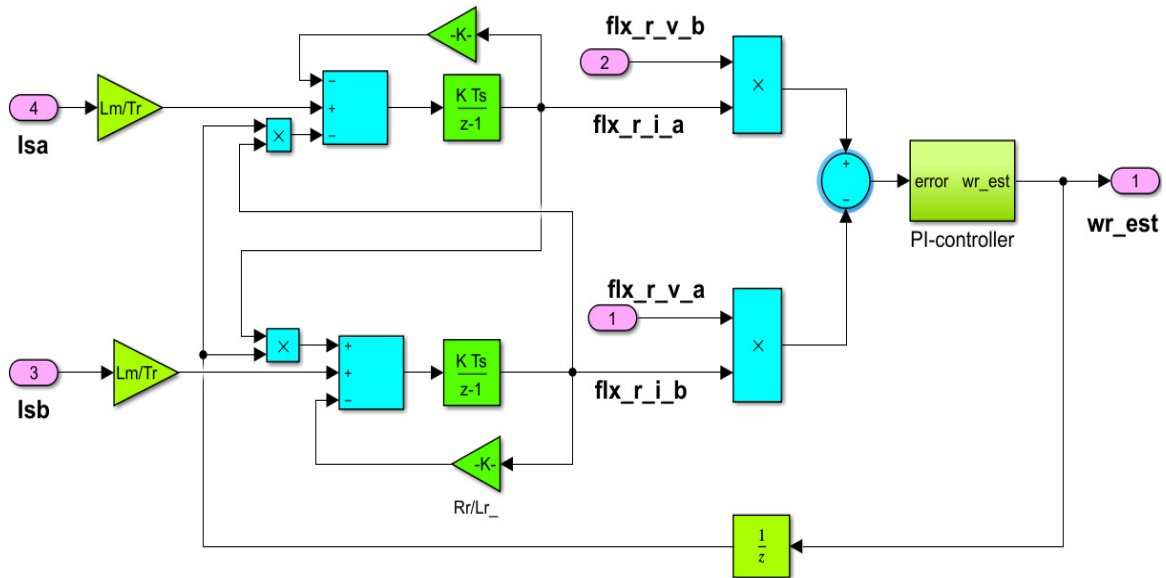 -K-
flx_r_v_b
2
×
4
Isa
Lm/Tr
−
+
−
×
K Ts
z-1
flx_r_i_a
+
−
error wr_est
PI-controller
1
wr_est
flx_r_v_a
1
×
3
Isb
Lm/Tr
×
+
+
−
K Ts
z-1
flx_r_i_b
-K-
Rr/Lr_
1
z